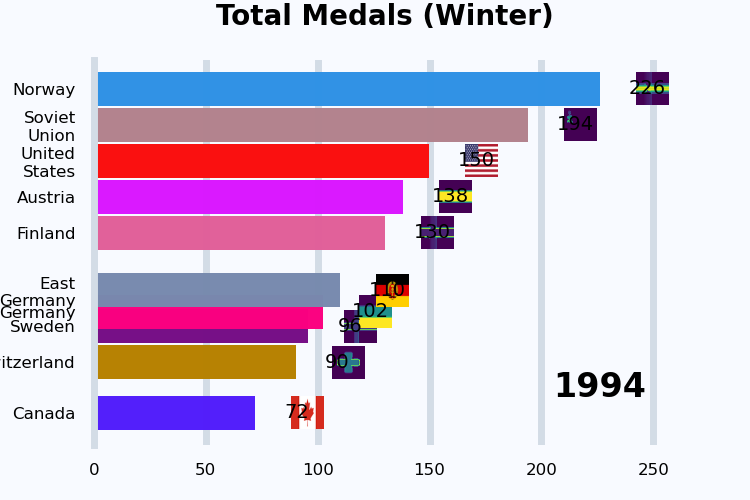 Total Medals (Winter)
Norway
226
Soviet
Union
194
United
States
150
Austria
138
Finland
130
East
Germany
110
Germany
102
Sweden
96
itzerland
90
Canada
72
1994
0 50 100 150 200 250